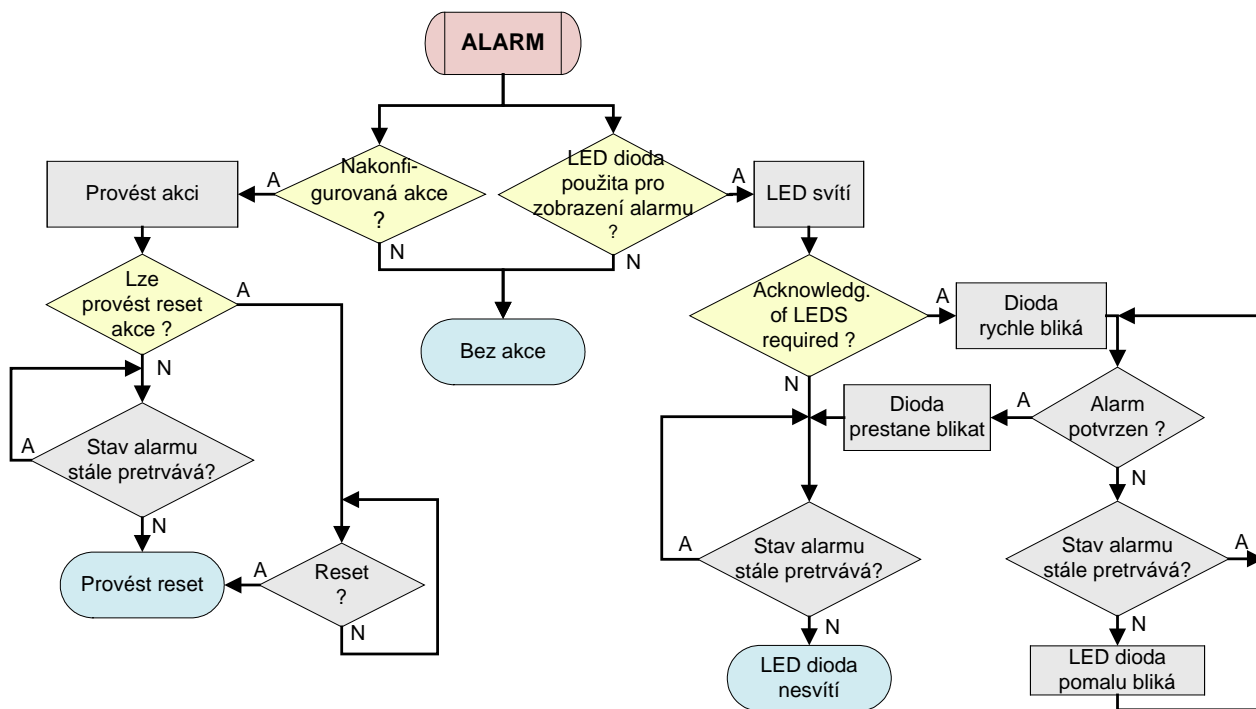 ALARM
Nakonfi-
gurovaná akce
?
A
N
Provést akci
Lze
provést reset
akce ?
A
N
Stav alarmu
stále pretrvává?
A
N
Provést reset
Reset
?
A
N
Bez akce
LED dioda
použita pro
zobrazení alarmu
?
A
N
LED svítí
Acknowledg.
of LEDS
required ?
A
N
Dioda
rychle bliká
Alarm
potvrzen ?
A
N
Dioda
prestane blikat
Stav alarmu
stále pretrvává?
A
N
LED dioda
nesvítí
Stav alarmu
stále pretrvává?
A
N
LED dioda
pomalu bliká